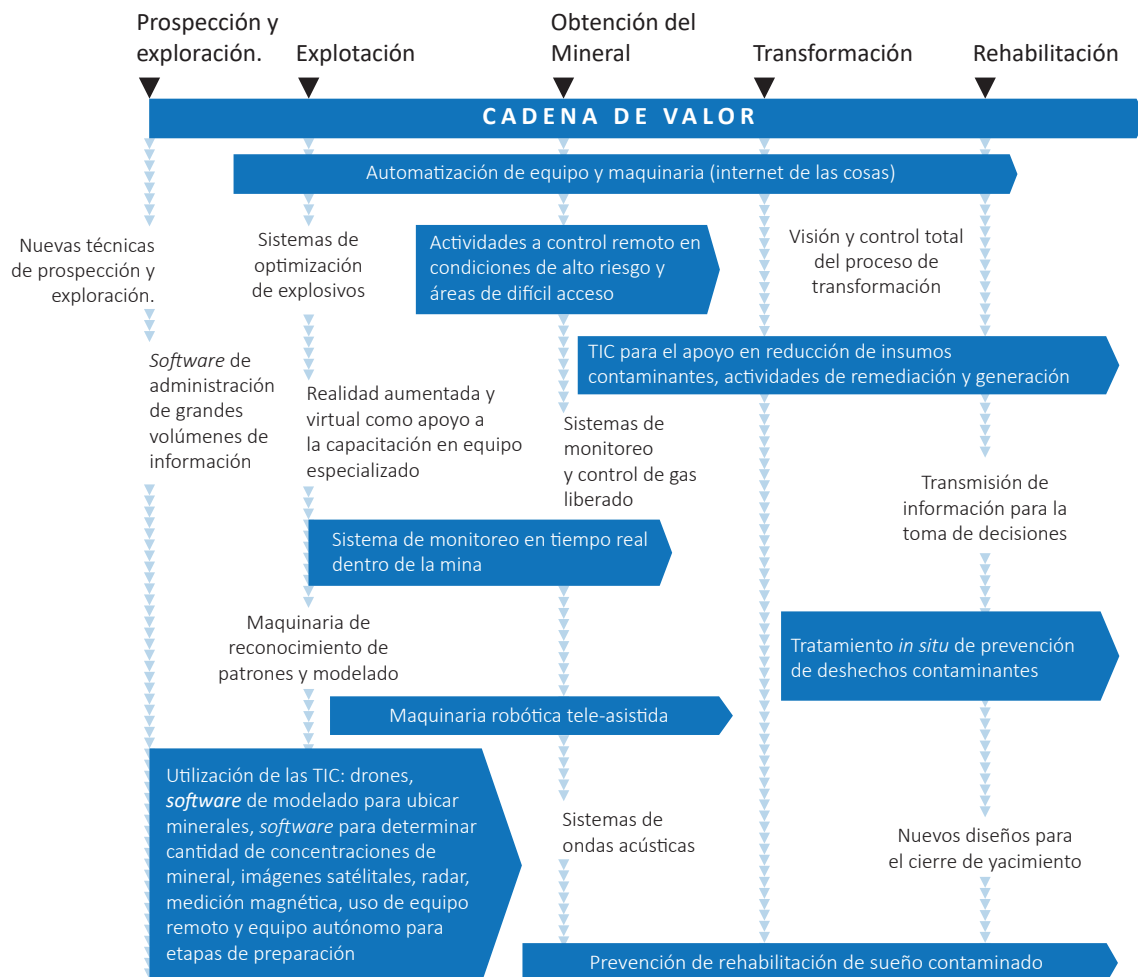 Prospección y
exploración.
Explotación
Obtención del
Mineral
Transformación
Rehabilitación
CADENA DE VALOR
Automatización de equipo y maquinaria (internet de las cosas)
Nuevas técnicas
de prospección y
exploración.
Sistemas de
optimización
de explosivos
Actividades a control remoto en
condiciones de alto riesgo y
áreas de difícil acceso
Visión y control total
del proceso de
transformación
TIC para el apoyo en reducción de insumos
contaminantes, actividades de remediación y generación
Software de
administración
de grandes
volúmenes de
información
Realidad aumentada y
virtual como apoyo a
la capacitación en equipo
especializado
Sistemas de
monitoreo
y control de gas
liberado
Transmisión de
información para la
toma de decisiones
Sistema de monitoreo en tiempo real
dentro de la mina
Maquinaria de
reconocimiento de
patrones y modelado
Tratamiento in situ de prevención
de deshechos contaminantes
Maquinaria robótica tele-asistida
Utilización de las TIC: drones,
software de modelado para ubicar
minerales, software para determinar
cantidad de concentraciones de
mineral, imágenes satélitales, radar,
medición magnética, uso de equipo
remoto y equipo autónomo para
etapas de preparación
Sistemas de
ondas acústicas
Nuevos diseños para
el cierre de yacimiento
Prevención de rehabilitación de sueño contaminado